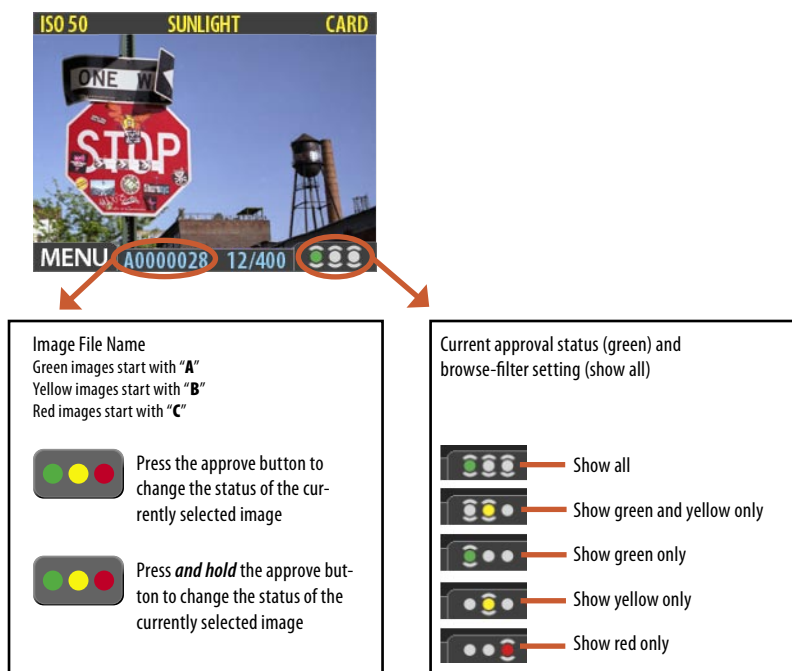 ISO 50 SUNLIGHT CARD
ONE W
STOP
MENU A0000028 12/400
Image File Name
Green images start with “A”
Yellow images start with “B”
Red images start with “C”
Press the approve button to
change the status of the cur-
rently selected image
Press and hold the approve but-
ton to change the status of the
currently selected image
Current approval status (green) and
browse-filter setting (show all)
Show all
Show green and yellow only
Show green only
Show yellow only
Show red only